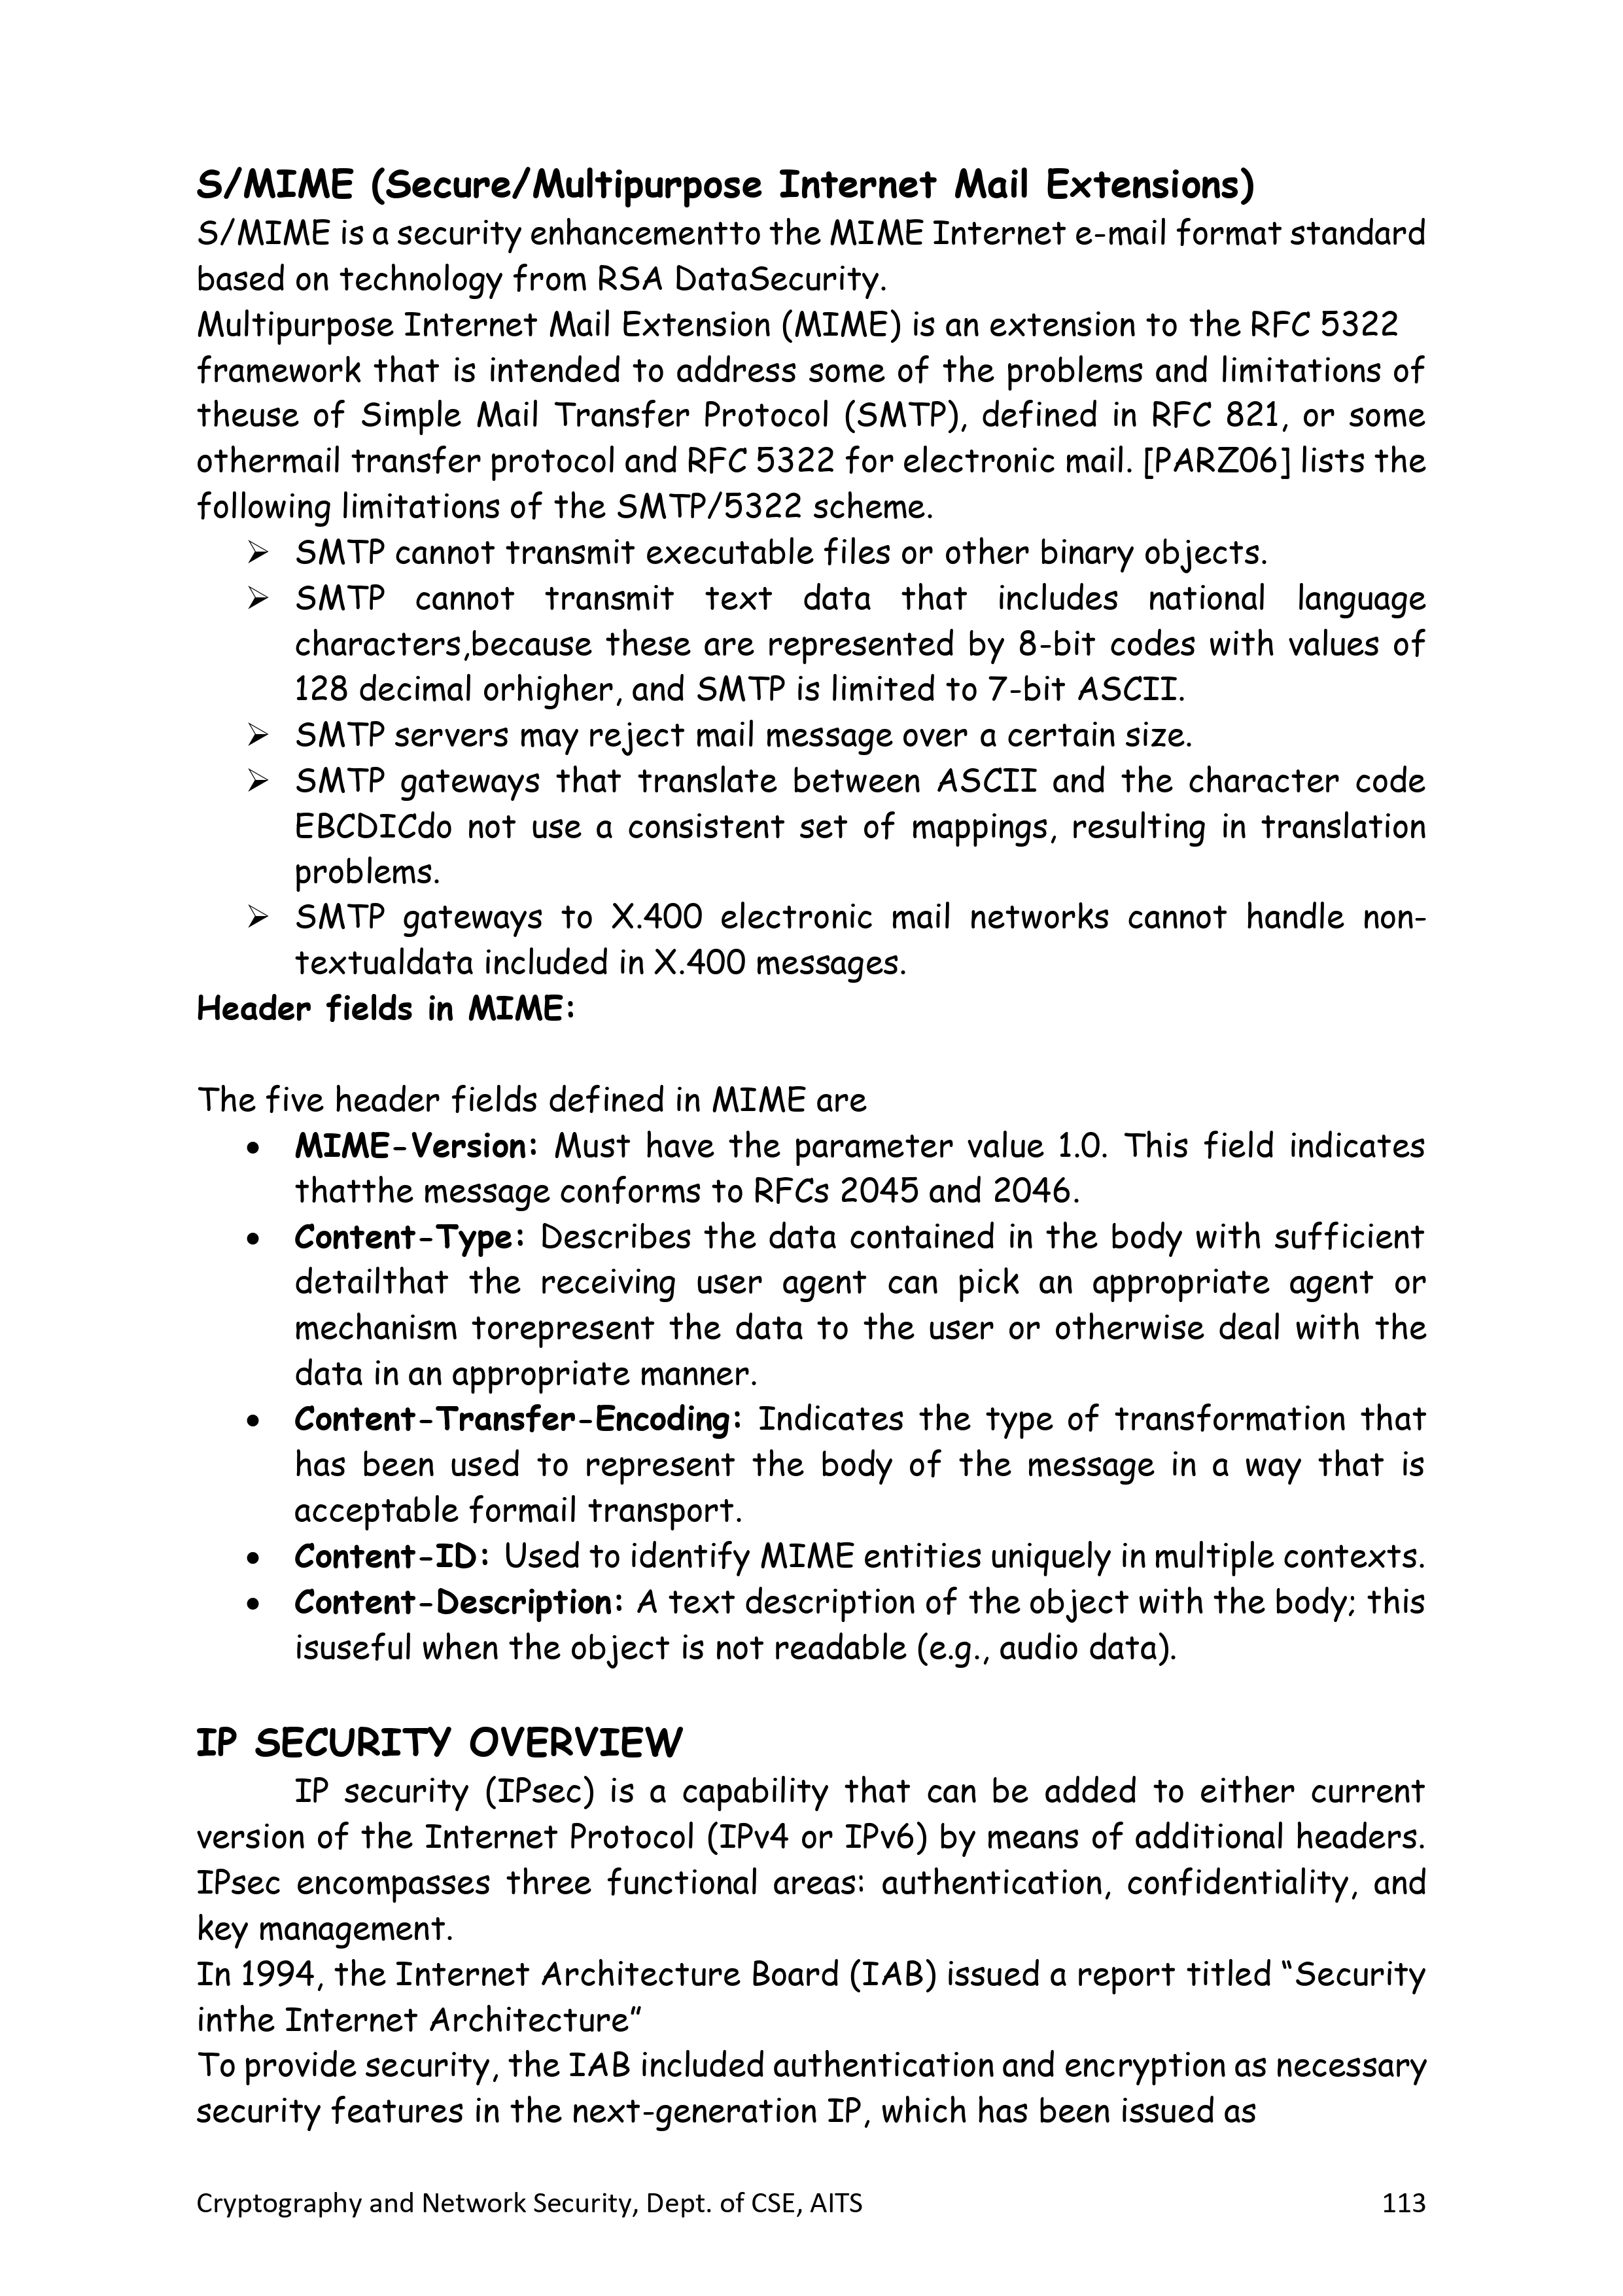 S/MIME (Secure/Multipurpose Internet Mail Extensions)
S/MIME is a security enhancementto the MIME Internet e-mail format standard
based on technology from RSA DataSecurity.
Multipurpose Internet Mail Extension (MIME) is an extension to the RFC 5322
framework that is intended to address some of the problems and limitations of
theuse of Simple Mail Transfer Protocol (SMTP), defined in RFC 821, or some
othermail transfer protocol and RFC 5322 for electronic mail. [PARZ06] lists the
following limitations of the SMTP/5322 scheme.
➢ SMTP cannot transmit executable files or other binary objects.
➢ SMTP cannot transmit text data that includes national language
characters,because these are represented by 8-bit codes with values of
128 decimal orhigher, and SMTP is limited to 7-bit ASCII.
➢ SMTP servers may reject mail message over a certain size.
➢ SMTP gateways that translate between ASCII and the character code
EBCDICdo not use a consistent set of mappings, resulting in translation
problems.
➢ SMTP gateways to X.400 electronic mail networks cannot handle non-
textualdata included in X.400 messages.
Header fields in MIME:
The five header fields defined in MIME are
• MIME-Version: Must have the parameter value 1.0. This field indicates
thatthe message conforms to RFCs 2045 and 2046.
• Content-Type: Describes the data contained in the body with sufficient
detailthat the receiving user agent can pick an appropriate agent or
mechanism torepresent the data to the user or otherwise deal with the
data in an appropriate manner.
• Content-Transfer-Encoding: Indicates the type of transformation that
has been used to represent the body of the message in a way that is
acceptable formail transport.
• Content-ID: Used to identify MIME entities uniquely in multiple contexts.
• Content-Description: A text description of the object with the body; this
isuseful when the object is not readable (e.g., audio data).
IP SECURITY OVERVIEW
IP security (IPsec) is a capability that can be added to either current
version of the Internet Protocol (IPv4 or IPv6) by means of additional headers.
IPsec encompasses three functional areas: authentication, confidentiality, and
key management.
In 1994, the Internet Architecture Board (IAB) issued a report titled “Security
inthe Internet Architecture”
To provide security, the IAB included authentication and encryption as necessary
security features in the next-generation IP, which has been issued as
Cryptography and Network Security, Dept. of CSE, AITS 113